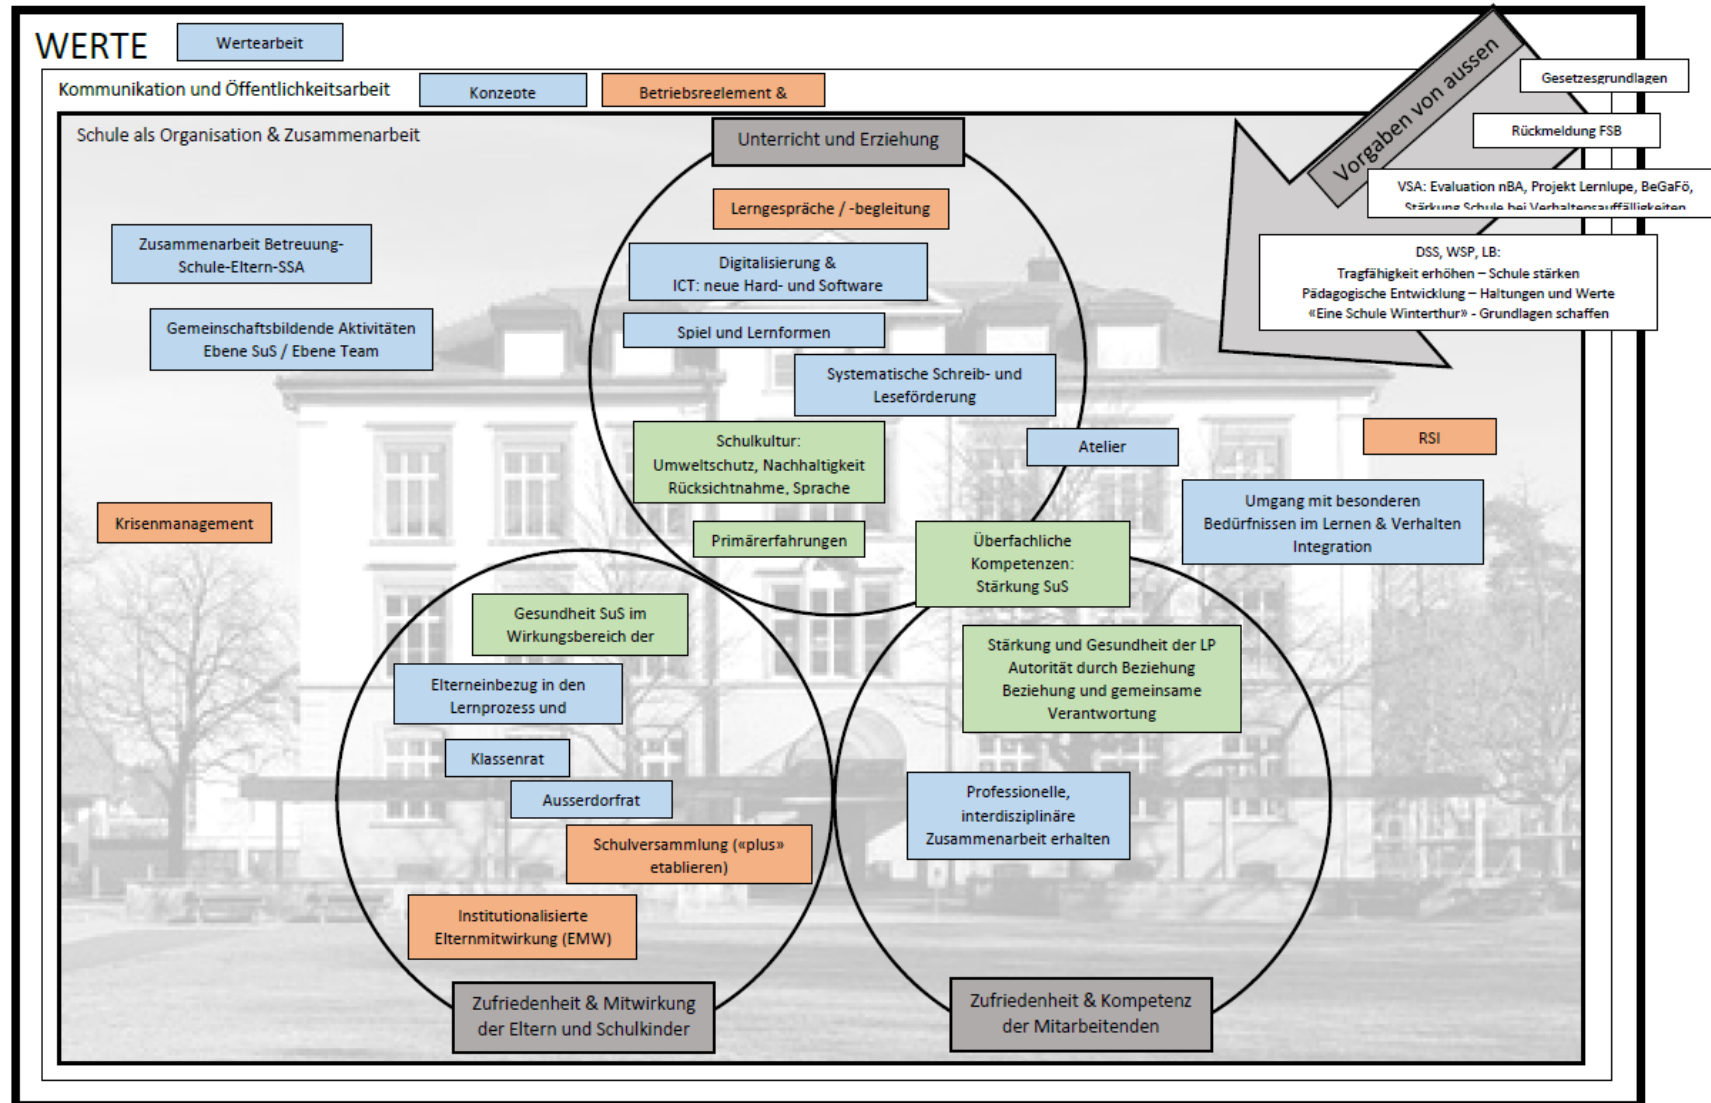 WERTE
Wertearbeit
Kommunikation und Öffentlichkeitsarbeit
Konzepte
Betriebsreglement &
Vorgaben von aussen
Gesetzesgrundlagen
Rückmeldung FSB
VSA: Evaluation nBA, Projekt Lernlupe, BeGaFö,
Stärkung Schule bei Verhaltensauffälligkeiten
DSS, WSP, LB:
Tragfähigkeit erhöhen – Schule stärken
Pädagogische Entwicklung – Haltungen und Werte
«Eine Schule Winterthur» - Grundlagen schaffen
Schule als Organisation & Zusammenarbeit
Unterricht und Erziehung
Lerngespräche / -begleitung
Zusammenarbeit Betreuung-
Schule-Eltern-SSA
Digitalisierung &
ICT: neue Hard- und Software
Gemeinschaftsbildende Aktivitäten
Ebene SuS / Ebene Team
Spiel und Lernformen
Systematische Schreib- und
Leseförderung
Schulkultur:
Umweltschutz, Nachhaltigkeit
Rücksichtnahme, Sprache
Atelier
RSI
Umgang mit besonderen
Bedürfnissen im Lernen & Verhalten
Integration
Krisenmanagement
Primärerfahrungen
Überfachliche
Kompetenzen:
Stärkung SuS
Gesundheit SuS im
Wirkungsbereich der
Stärkung und Gesundheit der LP
Autorität durch Beziehung
Beziehung und gemeinsame
Verantwortung
Elterneinbezug in den
Lernprozess und
Klassenrat
Ausserdorfrat
Professionelle,
interdisziplinäre
Zusammenarbeit erhalten
Schulversammlung («plus»
etablieren)
Institutionalisierte
Elternmitwirkung (EMW)
Zufriedenheit & Mitwirkung
der Eltern und Schulkinder
Zufriedenheit & Kompetenz
der Mitarbeitenden